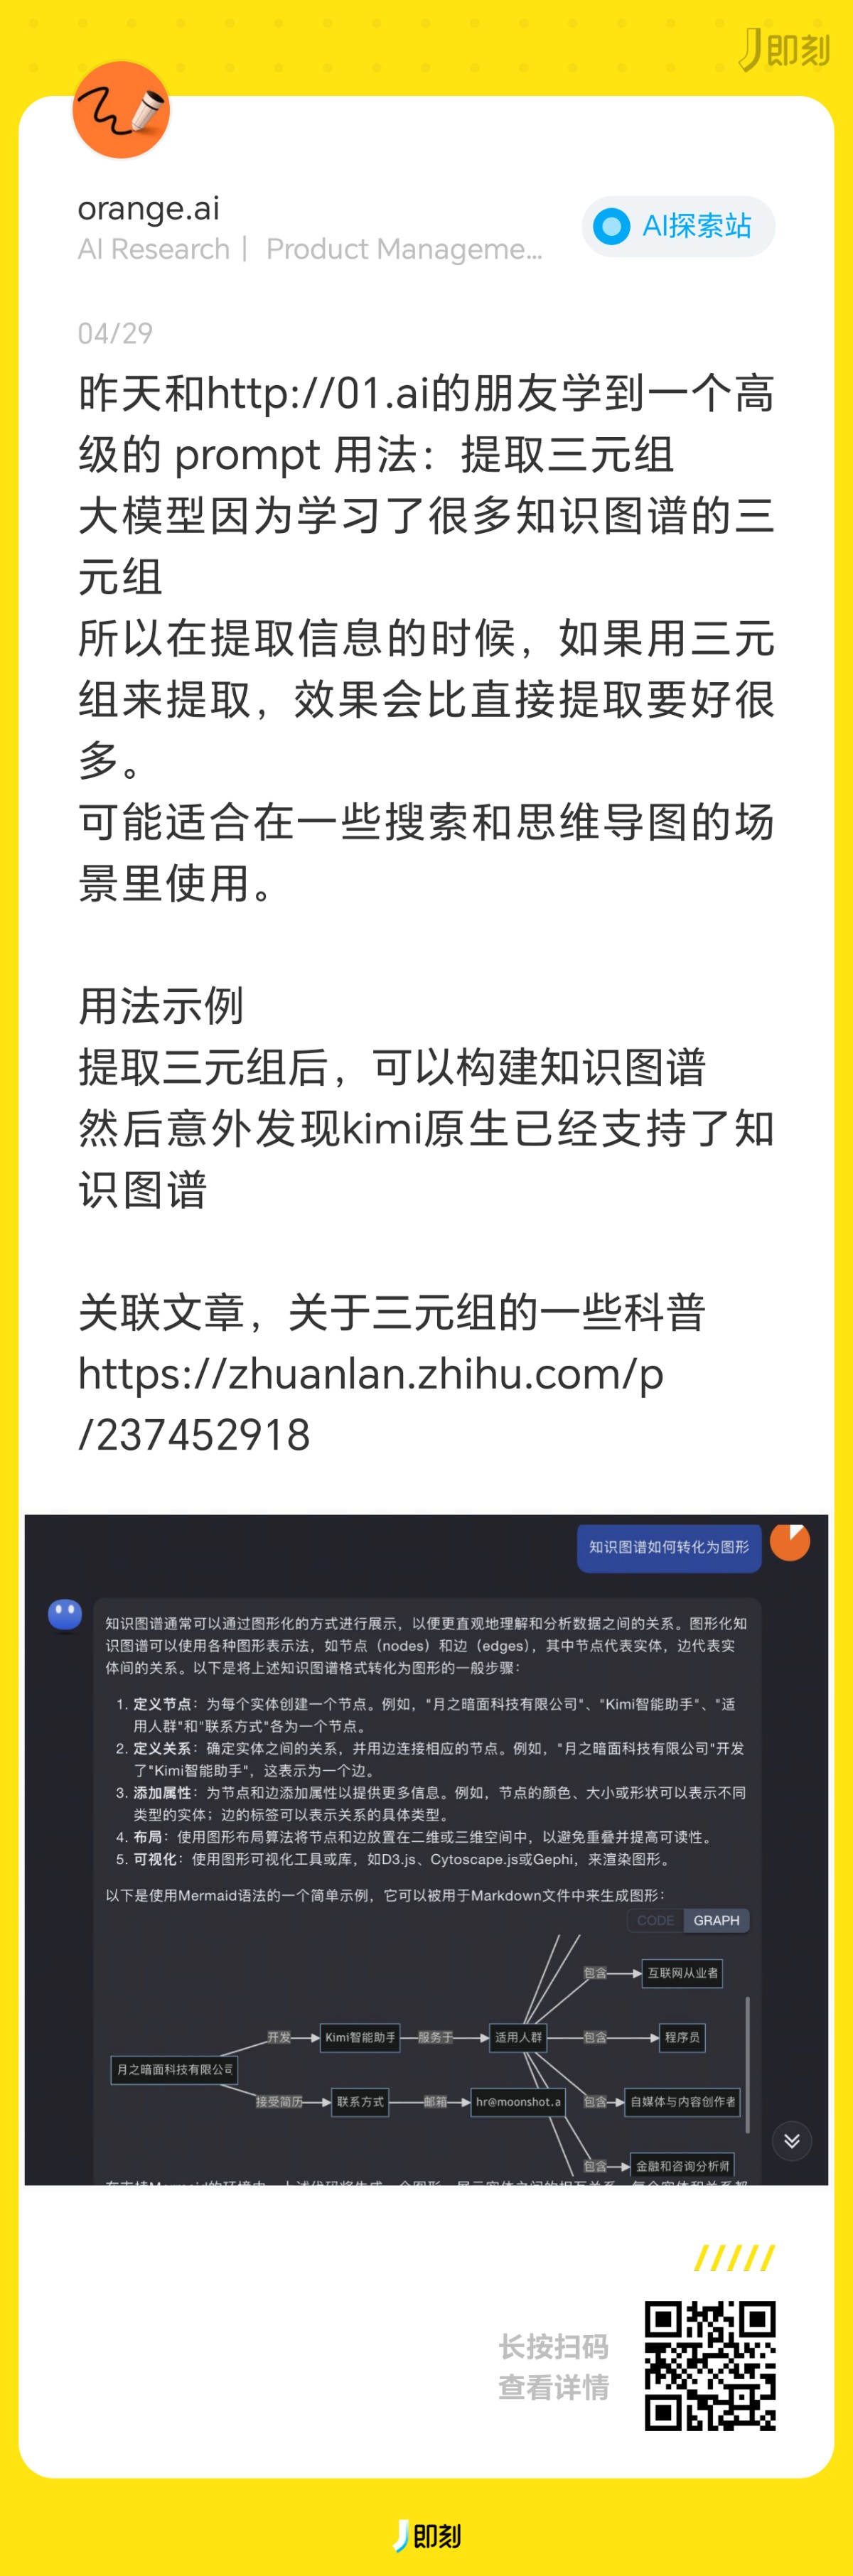 即刻
orange.ai
AI Research｜ Product Manageme...
AI探索站
04/29
昨天和http://01.ai的朋友学到一个高
级的 prompt 用法：提取三元组
大模型因为学习了很多知识图谱的三
元组
所以在提取信息的时候，如果用三元
组来提取，效果会比直接提取要好很
多。
可能适合在一些搜索和思维导图的场
景里使用。
用法示例
提取三元组后，可以构建知识图谱
然后意外发现kimi原生已经支持了知
识图谱
关联文章，关于三元组的一些科普
https://zhuanlan.zhihu.com/p
/237452918
知识图谱如何转化为图形
知识图谱通常可以通过图形化的方式进行展示，以便更直观地理解和分析数据之间的关系。图形化知
识图谱可以使用各种图形表示法，如节点（nodes）和边（edges），其中节点代表实体，边代表实
体间的关系。以下是将上述知识图谱格式转化为图形的一般步骤：
1. 定义节点：为每个实体创建一个节点。例如，"月之暗面科技有限公司"、"Kimi智能助手"、"适
用人群"和"联系方式"各为一个节点。
2. 定义关系：确定实体之间的关系，并用边连接相应的节点。例如，"月之暗面科技有限公司"开发
了"Kimi智能助手"，这表示为一个边。
3. 添加属性：为节点和边添加属性以提供更多信息。例如，节点的颜色、大小或形状可以表示不同
类型的实体；边的标签可以表示关系的具体类型。
4. 布局：使用图形布局算法将节点和边放置在二维或三维空间中，以避免重叠并提高可读性。
5. 可视化：使用图形可视化工具或库，如D3.js、Cytoscape.js或Gephi，来渲染图形。
以下是使用Mermaid语法的一个简单示例，它可以被用于Markdown文件中来生成图形：
CODE GRAPH
包含 互联网从业者
开发 Kimi智能助手 服务于 适用人群 包含 程序员
月之暗面科技有限公司
接受简历 联系方式 邮箱 hr@moonshot.a 包含 自媒体与内容创作者
包含 金融和咨询分析师
长按扫码
查看详情
即刻